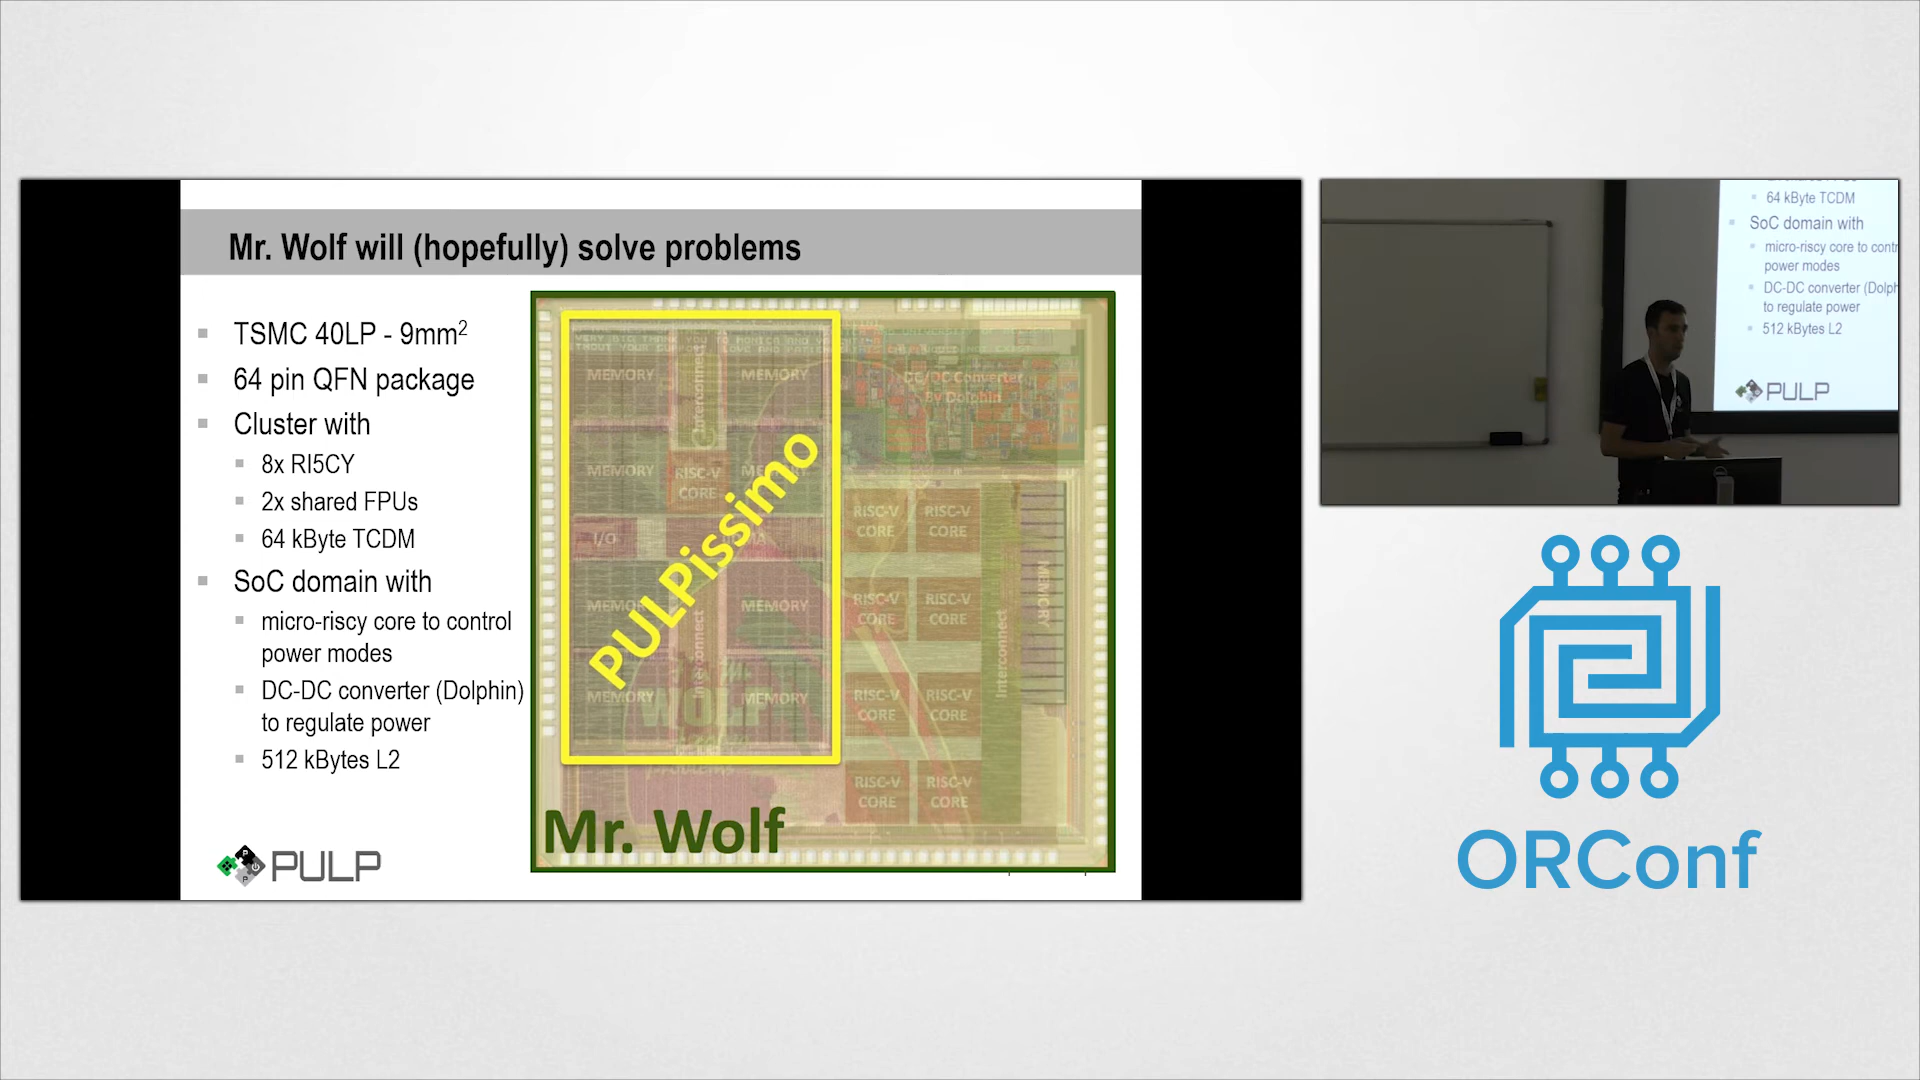 Mr. Wolf will (hopefully) solve problems
TSMC 40LP - 9mm2
64 pin QFN package
Cluster with
8x RI5CY
2x shared FPUs
64 kByte TCDM
SoC domain with
micro-riscy core to control
power modes
DC-DC converter (Dolphin)
to regulate power
512 kBytes L2
PULP
MEMORY
Interconnect
MEMORY
DC/DC Converter
By Dolphin
MEMORY
RISC-V
CORE
I/O
PULPissimo
MEMORY
Interconnect
MEMORY
MEMORY
MEMORY
RISC-V
CORE
RISC-V
CORE
RISC-V
CORE
RISC-V
CORE
RISC-V
CORE
RISC-V
CORE
RISC-V
CORE
RISC-V
CORE
Interconnect
MEMORY
WOLF
Mr. Wolf
64 kByte TCDM
SoC domain with
micro-riscy core to contr
power modes
DC-DC converter (Dolph
to regulate power
512 kBytes L2
PULP
ORConf